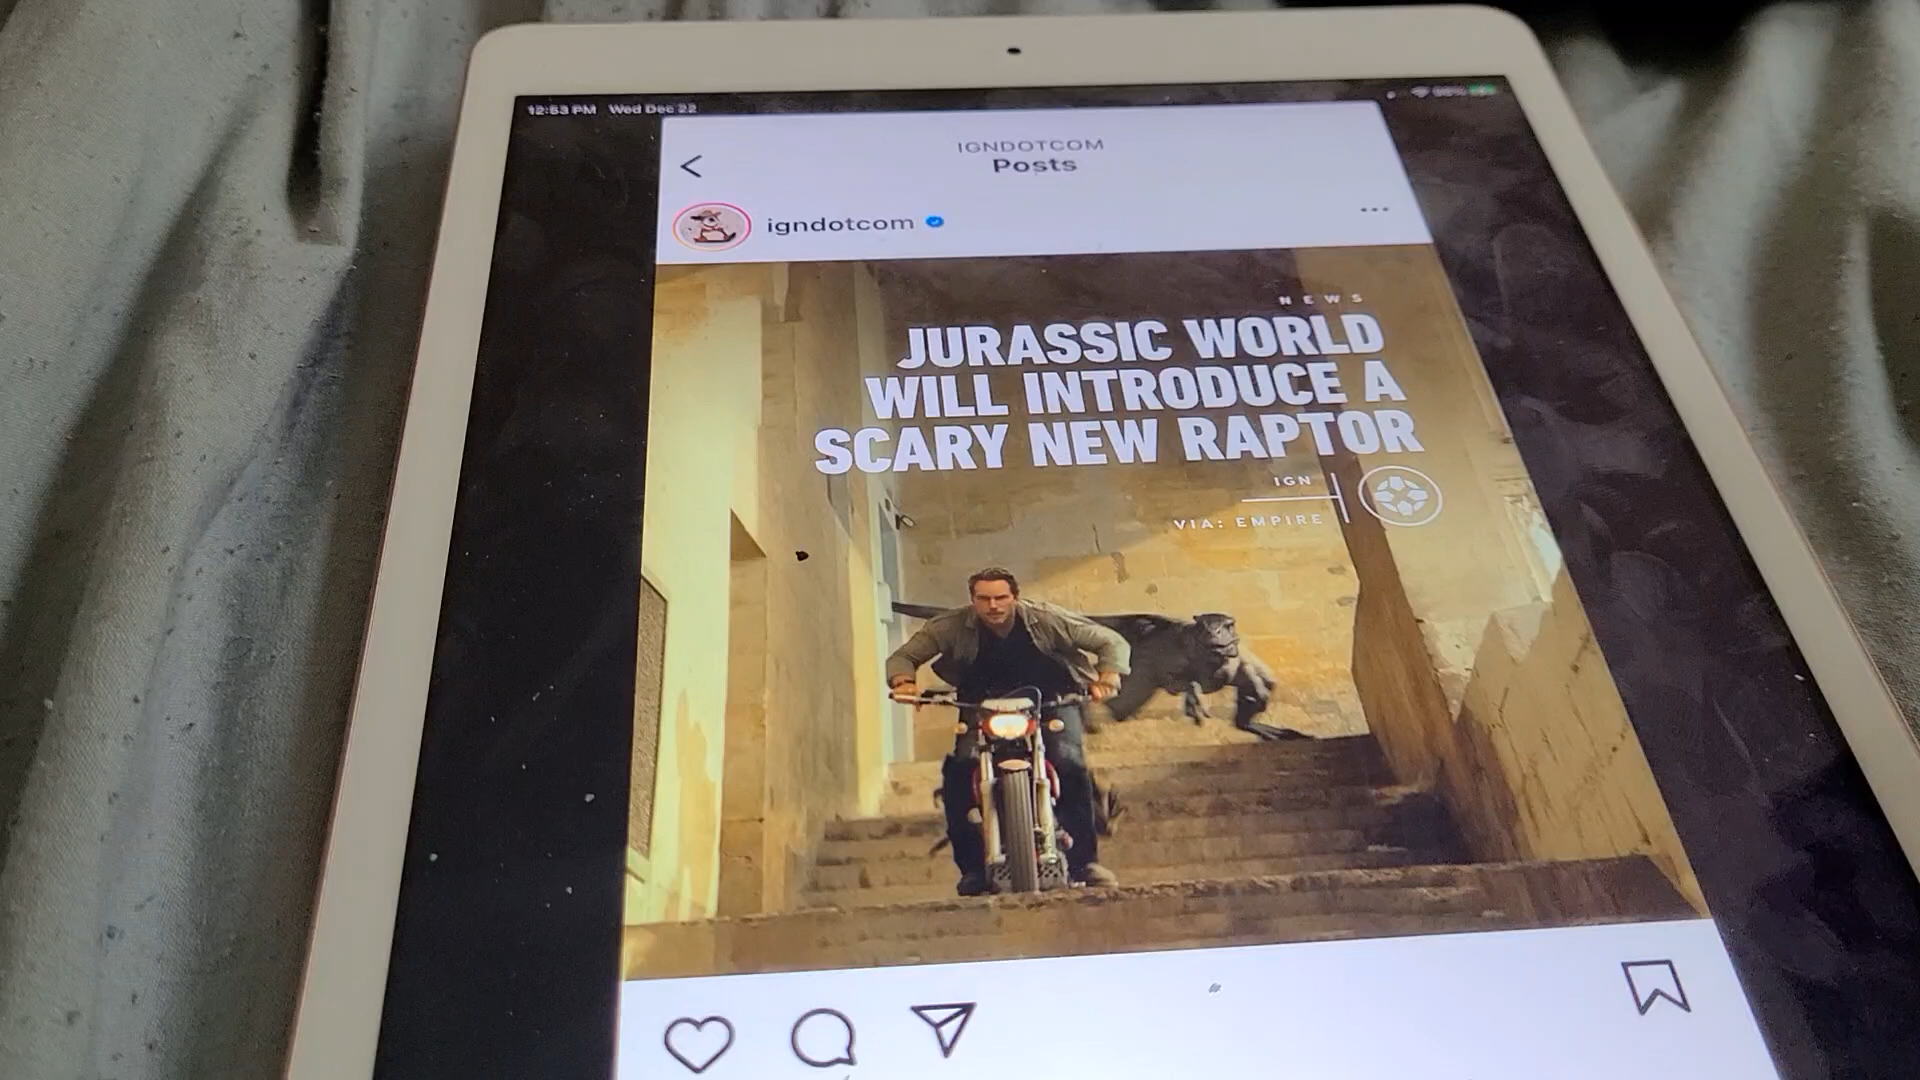 12:53 PM Wed Dec 22
IGNDOTCOM
Posts
igndotcom
NEWS
JURASSIC WORLD
WILL INTRODUCE A
SCARY NEW RAPTOR
IGN
VIA: EMPIRE